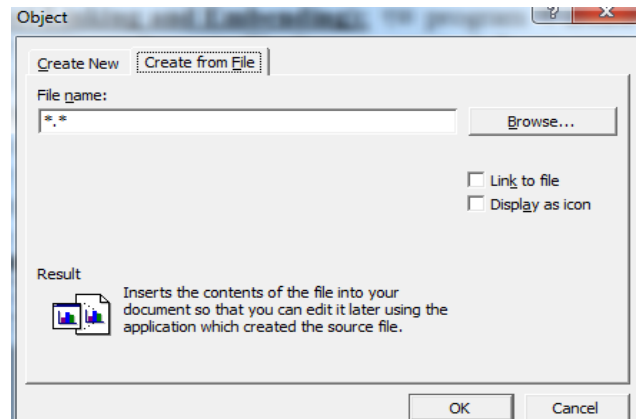 Object
Create New
Create from File
File name:
*.*
Browse...
Link to file
Display as icon
Result
Inserts the contents of the file into your
document so that you can edit it later using the
application which created the source file.
OK
Cancel